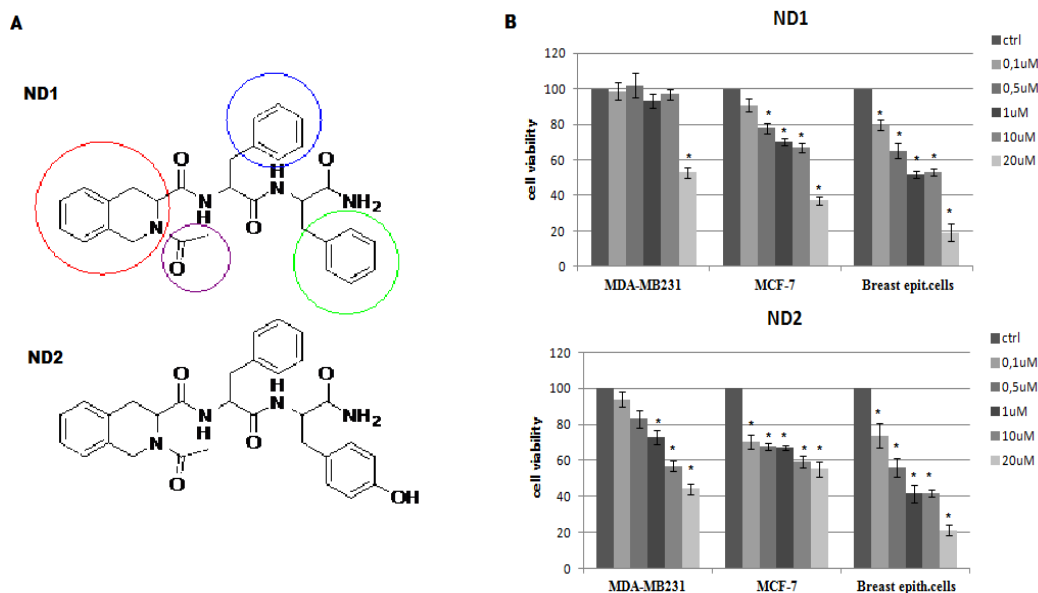 A
ND1
O
H
N
O
NH₂
N
H
O
N
O
ND2
O
H
N
O
NH₂
N
H
O
N
O
OH
B
ND1
cell viability
120
100
80
60
40
20
0
* * * * * * * * * *
MDA-MB231 MCF-7 Breast epit.cells
ctrl
0,1uM
0,5uM
1uM
10uM
20uM
ND2
cell viability
120
100
80
60
40
20
0
* * * * * * * * * * * * *
MDA-MB231 MCF-7 Breast epith.cells
ctrl
0,1uM
0,5uM
1uM
10uM
20uM